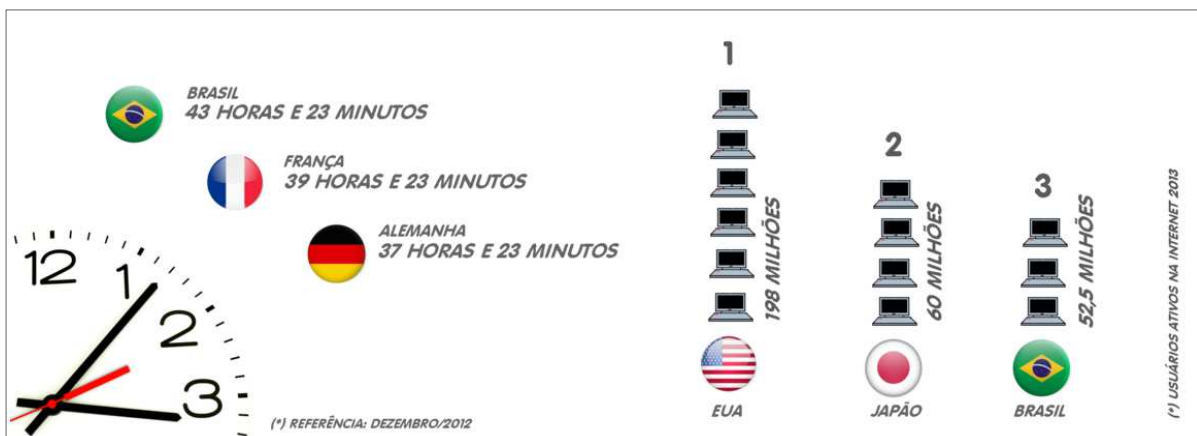 BRASIL
43 HORAS E 23 MINUTOS
FRANÇA
39 HORAS E 23 MINUTOS
ALEMANHA
37 HORAS E 23 MINUTOS
12
1
2
3
(*) REFERÊNCIA: DEZEMBRO/2012
1
198 MILHÕES
EUA
2
60 MILHÕES
JAPÃO
3
52,5 MILHÕES
BRASIL
(*) USUÁRIOS ATIVOS NA INTERNET 2013